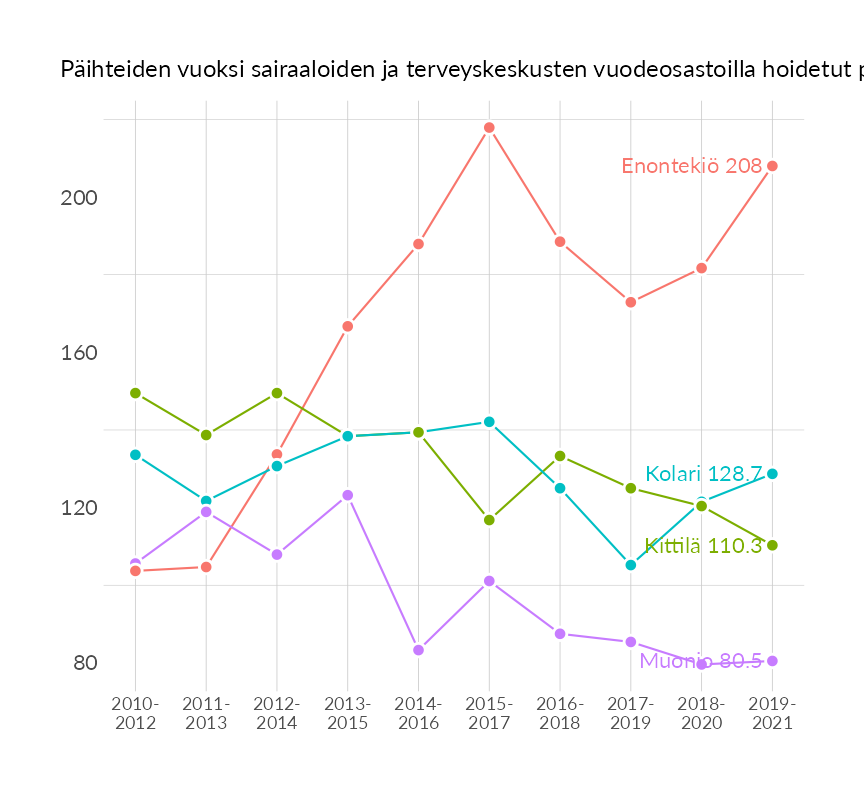 Päihteiden vuoksi sairaaloiden ja terveyskeskusten vuodeosastoilla hoidetut
Enontekiö 208
200
160
Kolari 128.7
120
Kittilä 110.3
Muonio 80.5
80
2010-2012
2011-2013
2012-2014
2013-2015
2014-2016
2015-2017
2016-2018
2017-2019
2018-2020
2019-2021